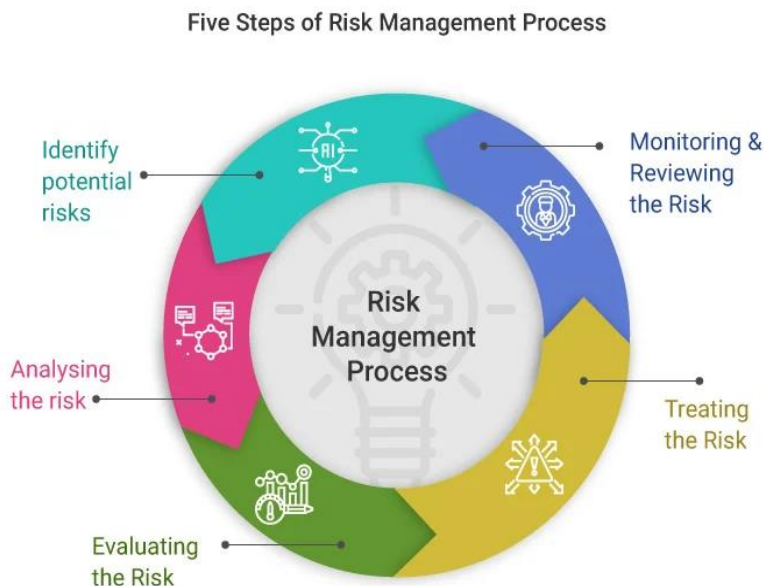 Five Steps of Risk Management Process
Identify
potential
risks
AI
Monitoring &
Reviewing
the Risk
Risk
Management
Process
Analysing
the risk
Treating
the Risk
Evaluating
the Risk